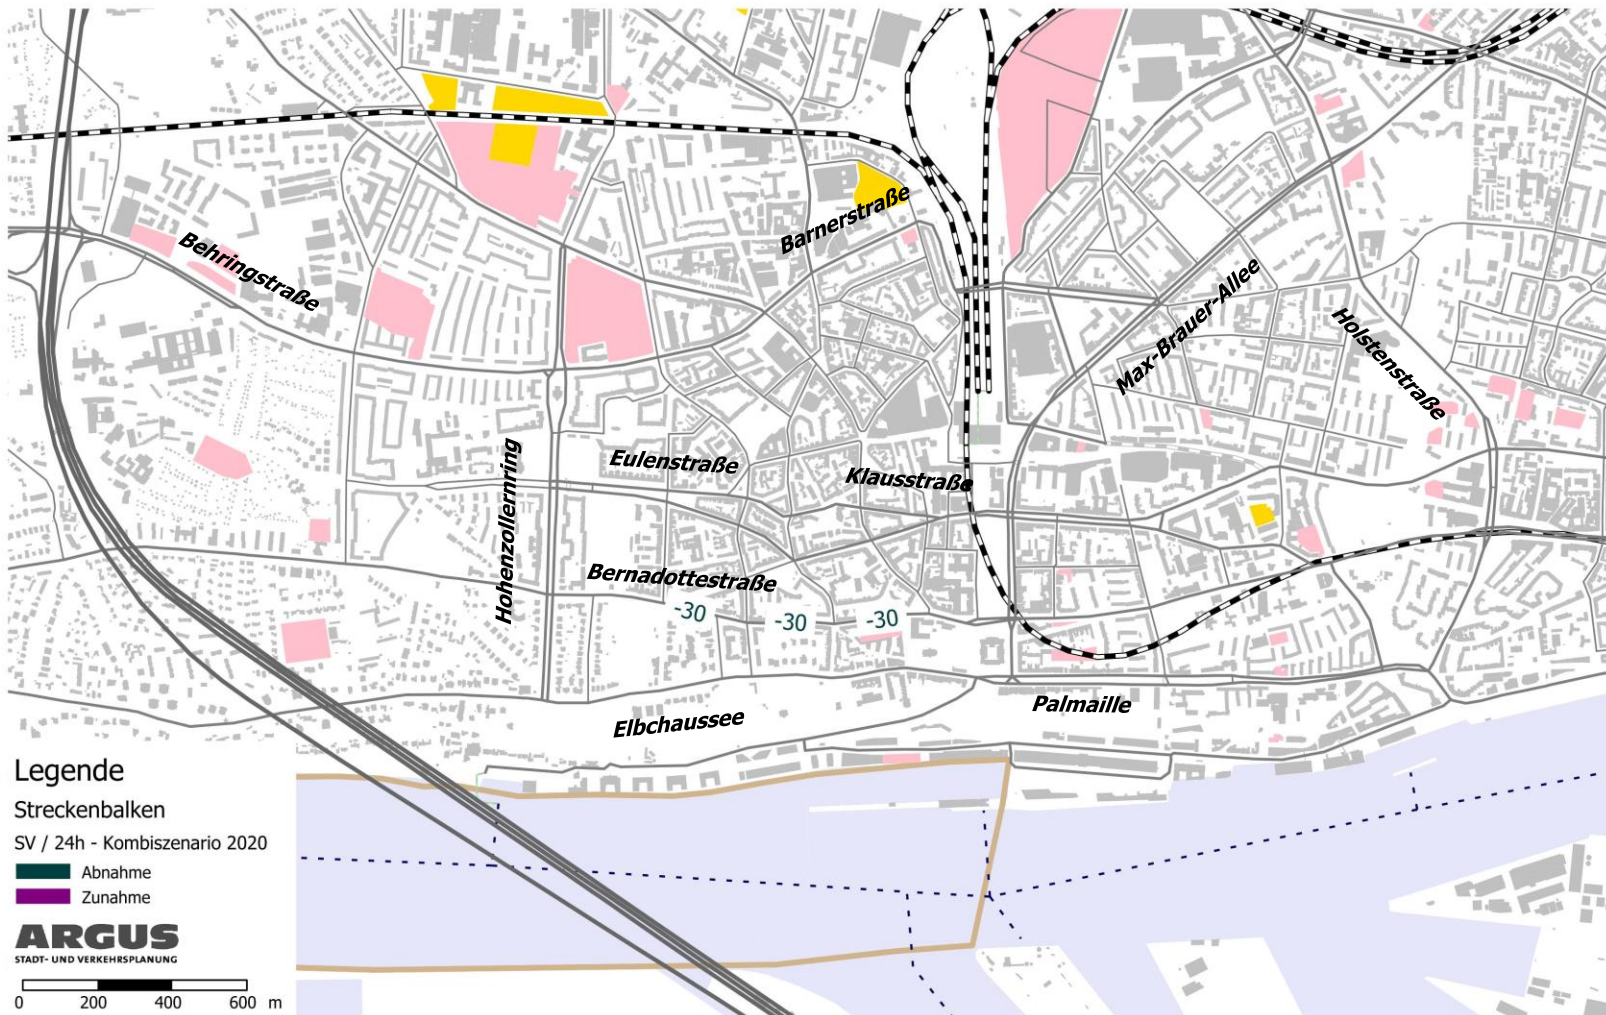 Barnerstraße
Behringstraße
Max-Brauer-Allee
Holstenstraße
Hohenzollernring
Eulenstraße
Klausstraße
Bernadottestraße
-30
-30
-30
Elbchaussee
Palmaille
Legende
Streckenbalken
SV / 24h - Kombiszenario 2020
Abnahme
Zunahme
ARGUS
STADT- UND VERKEHRSPLANUNG
0 200 400 600 m